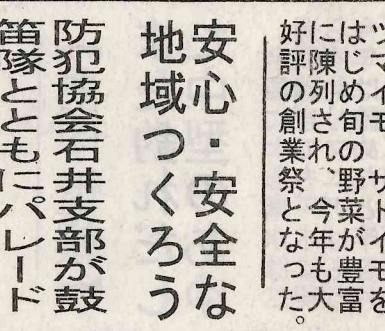 ツマイモ、サトイモを
はじめ旬の野菜が豊富
に陳列され、今年も大
好評の創業祭となった。
安心・安全な
地域つくろう
防犯協会石井支部が鼓
笛隊とともにパレード